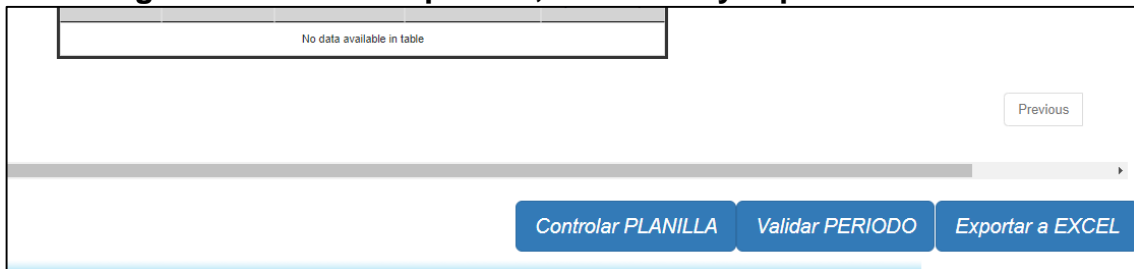 No data available in table
Previous
Controlar PLANILLA Validar PERIODO Exportar a EXCEL